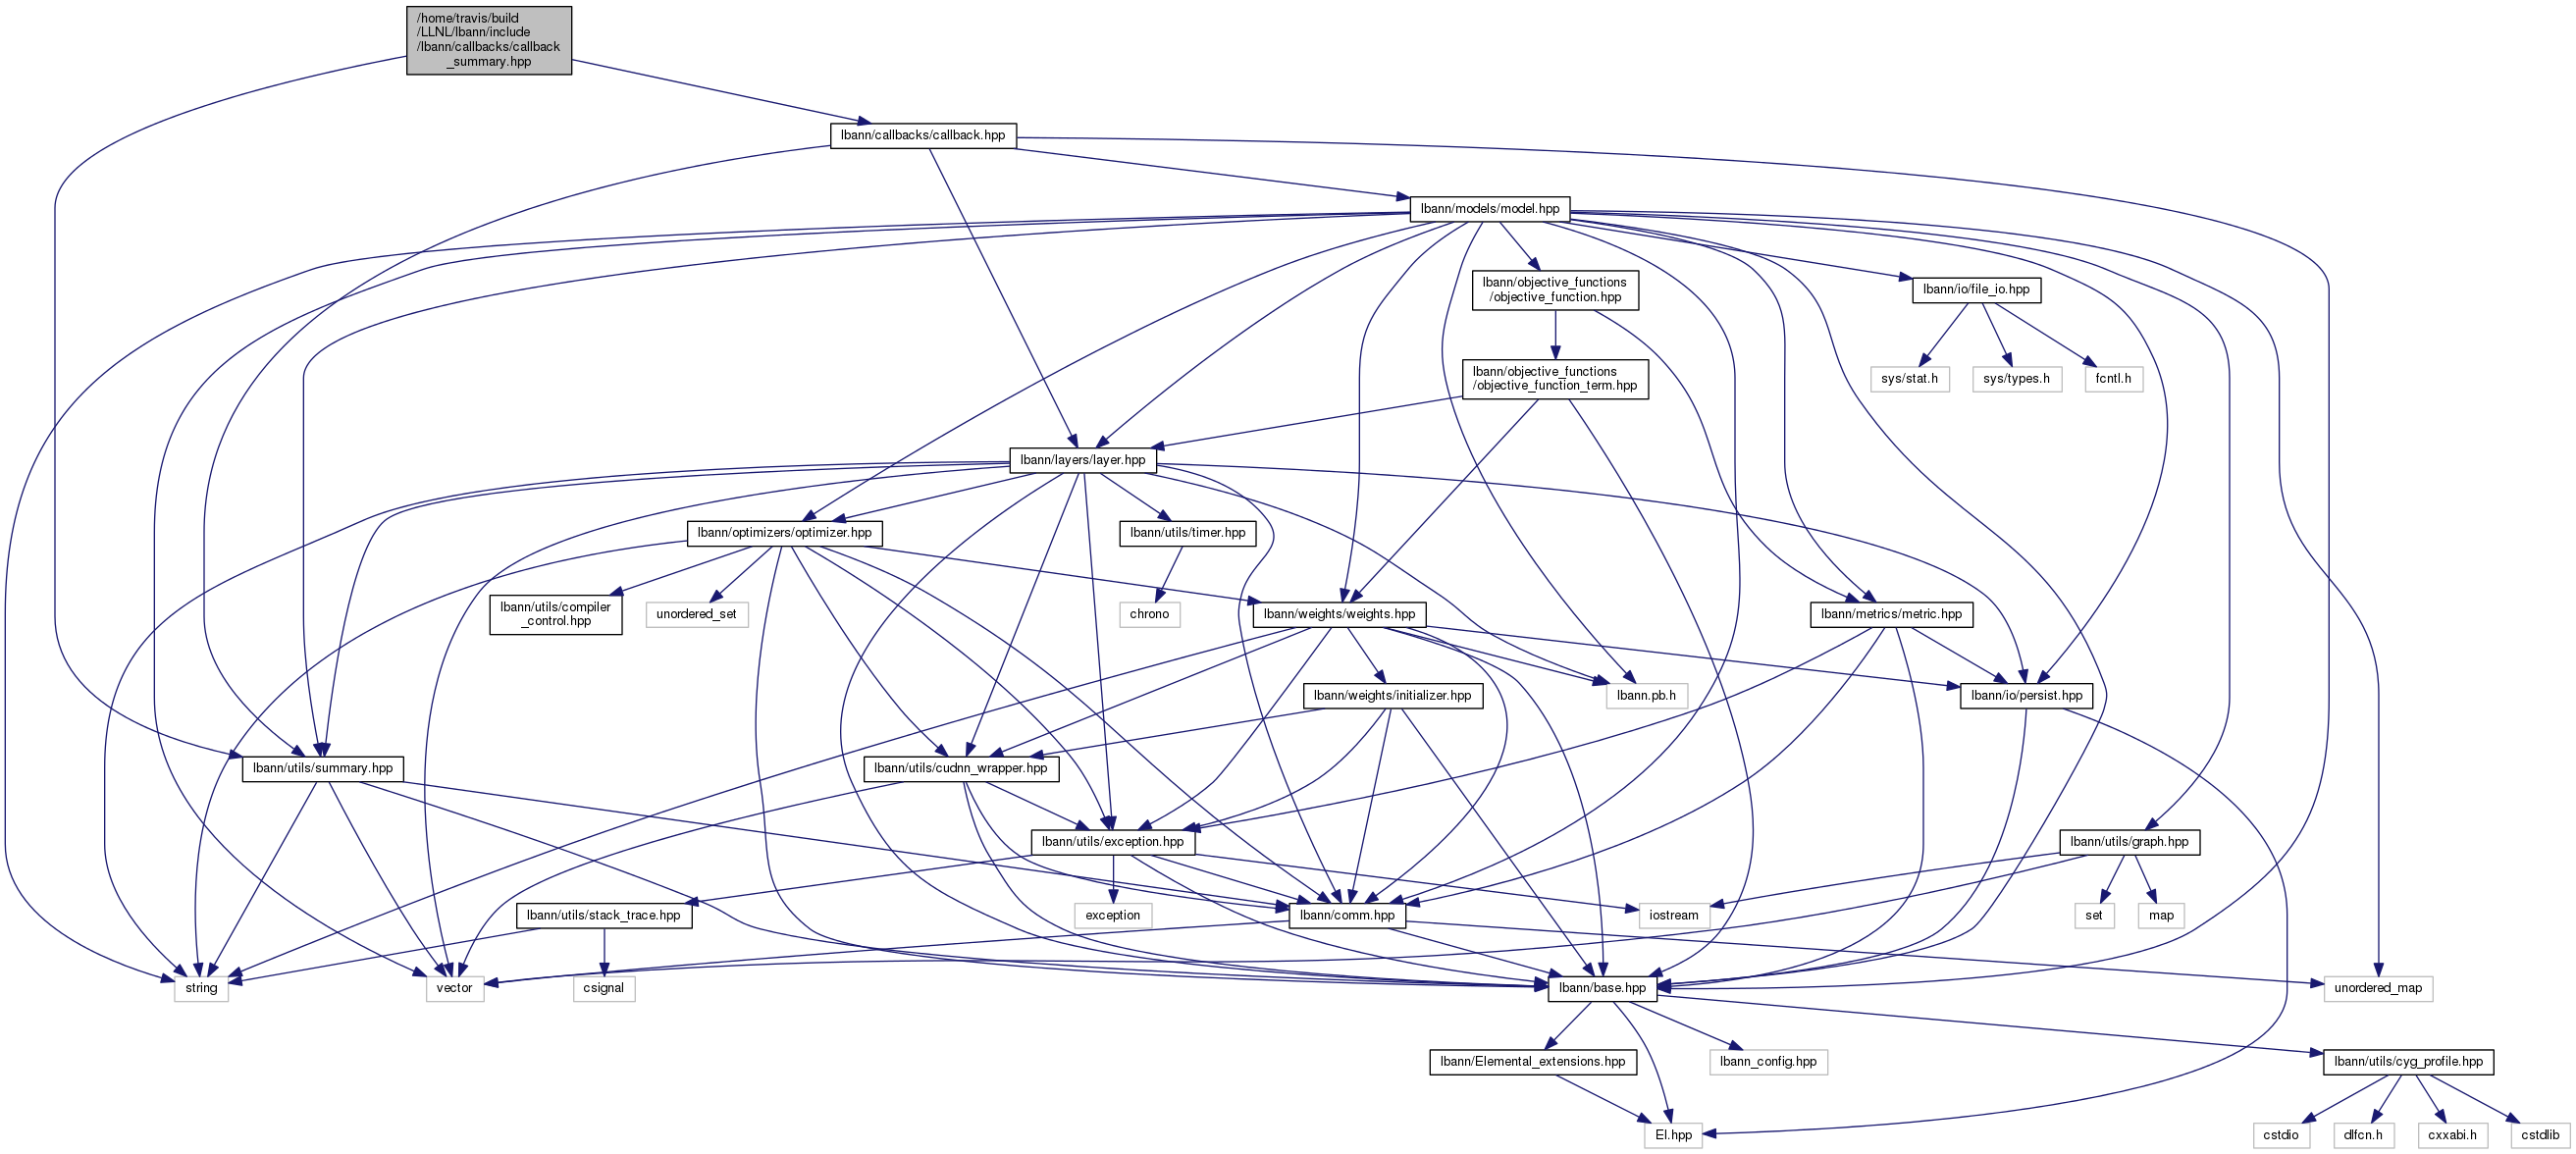 /home/travis/build
/LLNL/lbann/include
/lbann/callbacks/callback
_summary.hpp
lbann/callbacks/callback.hpp
lbann/models/model.hpp
lbann/objective_functions
/objective_function.hpp
lbann/io/file_io.hpp
lbann/objective_functions
/objective_function_term.hpp
sys/stat.h
sys/types.h
fcntl.h
lbann/layers/layer.hpp
lbann/optimizers/optimizer.hpp
lbann/utils/timer.hpp
lbann/utils/compiler
_control.hpp
unordered_set
chrono
lbann/weights/weights.hpp
lbann/metrics/metric.hpp
lbann/weights/initializer.hpp
lbann.pb.h
lbann/io/persist.hpp
lbann/utils/summary.hpp
lbann/utils/cudnn_wrapper.hpp
lbann/utils/exception.hpp
lbann/utils/graph.hpp
lbann/utils/stack_trace.hpp
exception
lbann/comm.hpp
iostream
set
map
string
vector
csignal
lbann/base.hpp
unordered_map
lbann/Elemental_extensions.hpp
lbann_config.hpp
lbann/utils/cyg_profile.hpp
El.hpp
cstdio
dlfcn.h
cxxabi.h
cstdlib